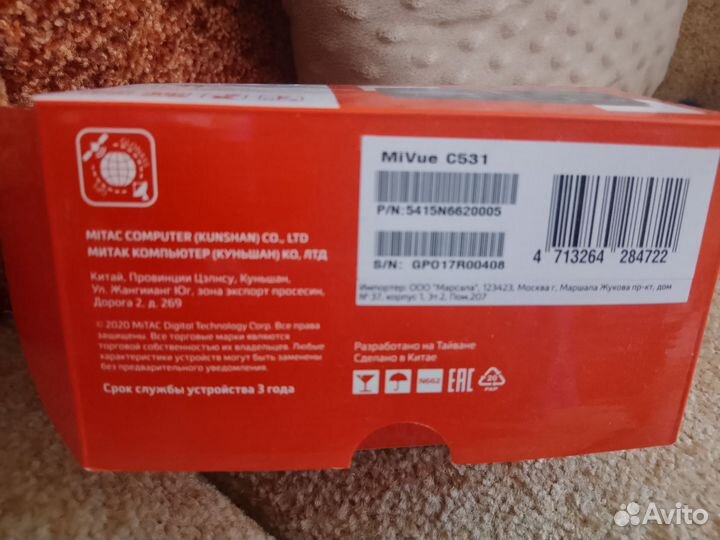 MiVue C531
P/N:5415N6620005
S/N: GPO17R00408
4 713264 284722
Импортер: ООО "Марсала", 123423, Москва г, Маршала Жукова пр-кт, дом
№ 37, корпус 1, Эт.2, Пом.207
MITAC COMPUTER (KUNSHAN) CO., LTD
МИТАК КОМПЬЮТЕР (КУНЬШАН) КО, ЛТД
Китай, Провинции Цэлису, Куньшан,
Ул. Жангиианг Юг, зона экспорт просесин,
Дорога 2, д. 269
© 2020 MiTAC Digital Technology Corp. Все права
защищены. Все торговые марки являются
торговой собственностью их владельцев. Любые
характеристики устройств могут быть заменены
без предварительного уведомления.
Срок службы устройства 3 года
Разработано на Тайване
Сделано в Китае
N662
EAC
20
PAP
Avito